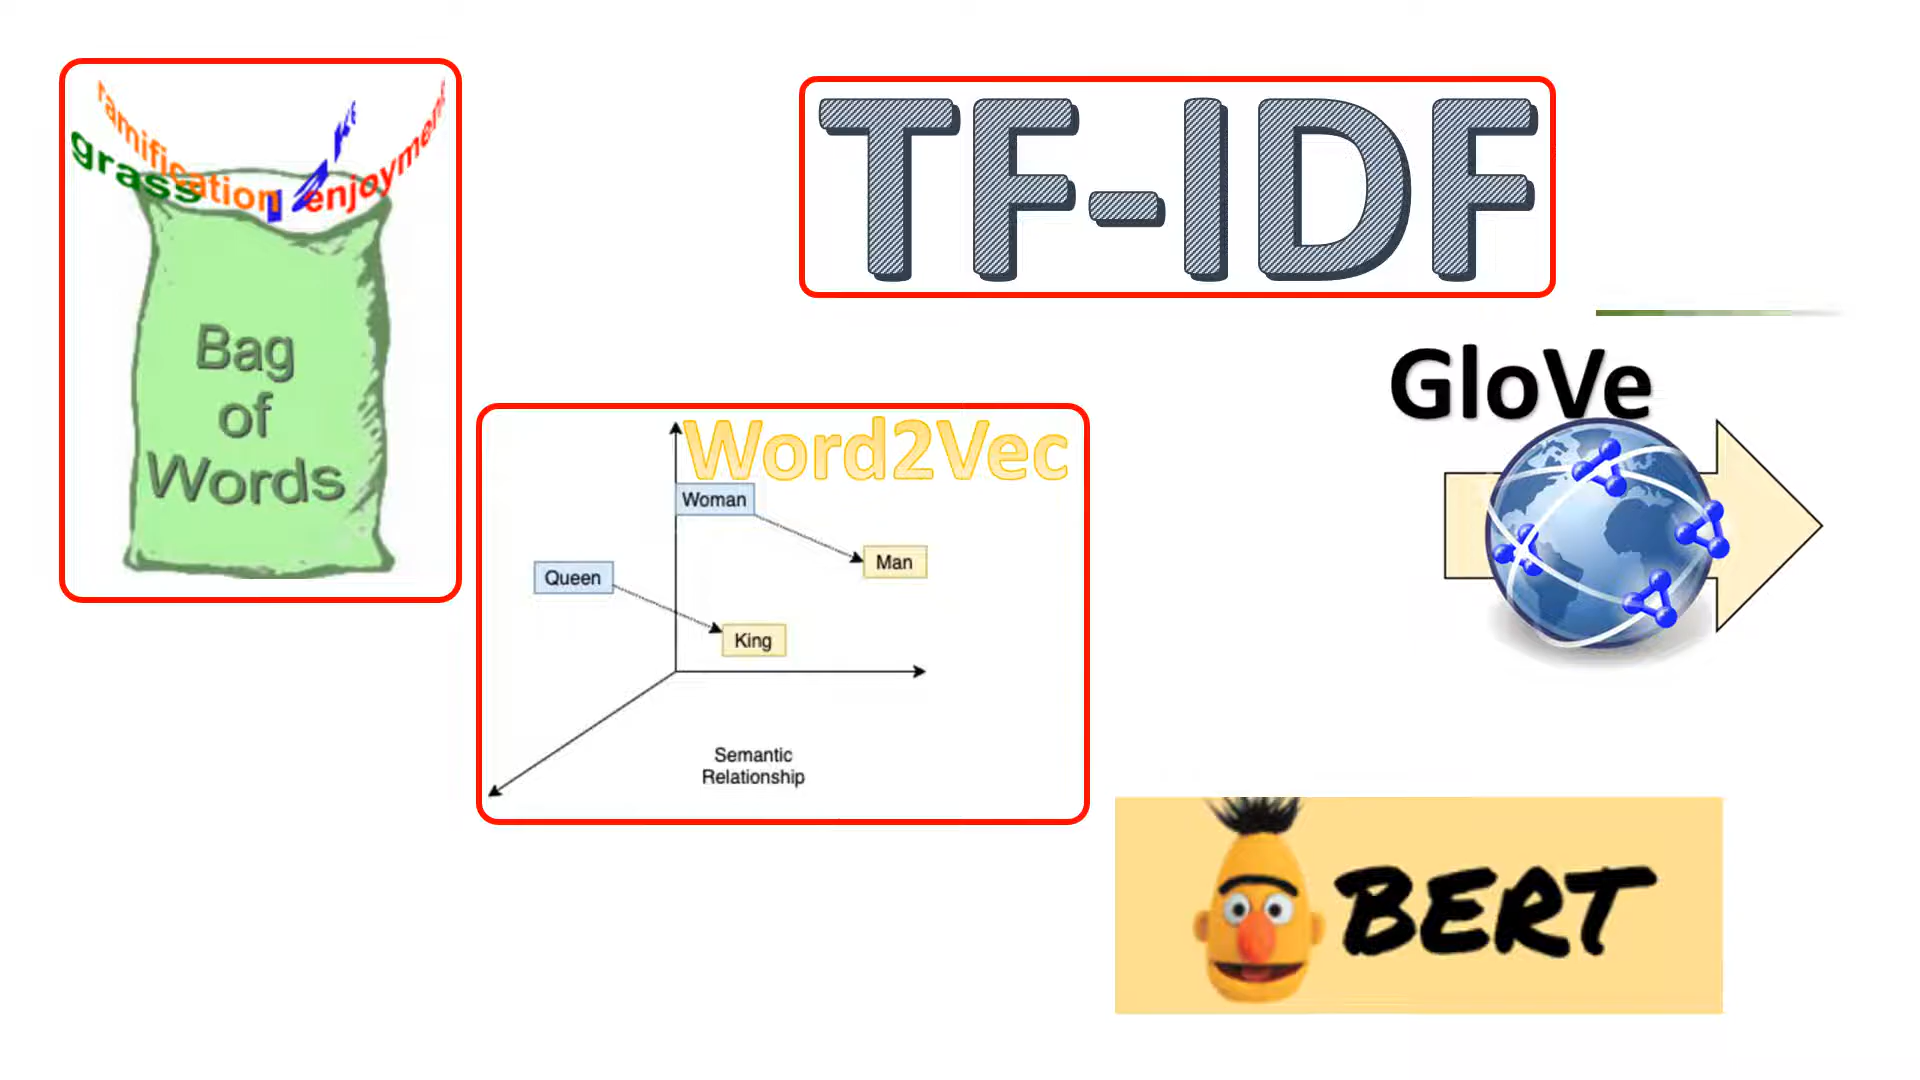 ramification
grass
enjoyment
Bag
of
Words
TF-IDF
Word2Vec
Woman
Man
Queen
King
Semantic
Relationship
GloVe
BERT